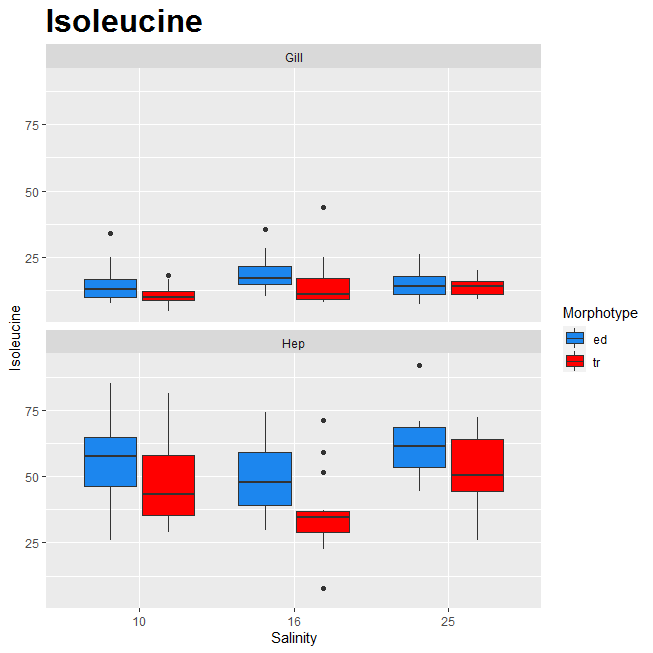 Isoleucine
Gill
75
50
25
Hep
75
50
25
Isoleucine
10
16
25
Salinity
Morphotype
ed
tr